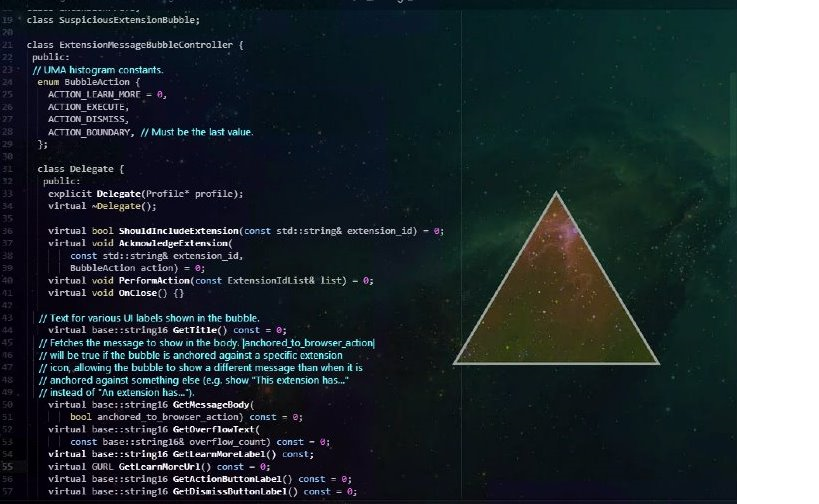 19 class SuspiciousExtensionBubble;
20
21 class ExtensionMessageBubbleController {
22 public:
23 // UMA histogram constants.
24 enum BubbleAction {
25 ACTION_LEARN_MORE = 0,
26 ACTION_EXECUTE,
27 ACTION_DISMISS,
28 ACTION_BOUNDARY, // Must be the last value.
29 };
30
31 class Delegate {
32 public:
33 explicit Delegate(Profile* profile);
34 virtual ~Delegate();
35
36 virtual bool ShouldIncludeExtension(const std::string& extension_id) = 0;
37 virtual void AcknowledgeExtension(
38 const std::string& extension_id,
39 BubbleAction action) = 0;
40 virtual void PerformAction(const ExtensionIdList& list) = 0;
41 virtual void OnClose() {}
42
43 // Text for various UI labels shown in the bubble.
44 virtual base::string16 GetTitle() const = 0;
45 // Fetches the message to show in the body. |anchored_to_browser_action|
46 // will be true if the bubble is anchored against a specific extension
47 // icon, allowing the bubble to show a different message than when it is
48 // anchored against something else (e.g. show "This extension has..."
49 // instead of "An extension has...").
50 virtual base::string16 GetMessageBody(
51 bool anchored_to_browser_action) const = 0;
52 virtual base::string16 GetOverflowText(
53 const base::string16& overflow_count) const = 0;
54 virtual base::string16 GetLearnMoreLabel() const;
55 virtual GURL GetLearnMoreUrl() const = 0;
56 virtual base::string16 GetActionButtonLabel() const = 0;
57 virtual base::string16 GetDismissButtonLabel() const = 0;